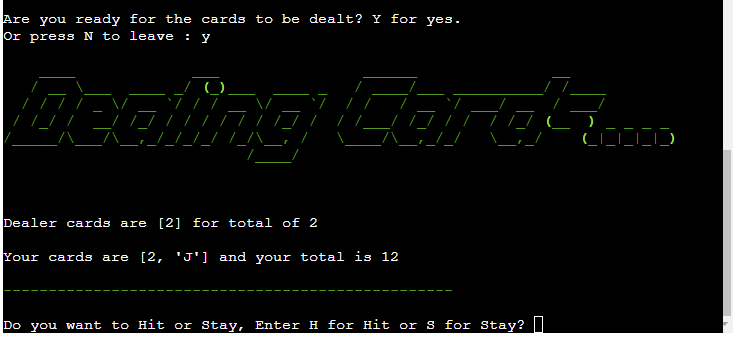 Are you ready for the cards to be dealt? Y for yes.
Or press N to leave : y
Dealing Cards...
Dealer cards are [2] for total of 2
Your cards are [2, 'J'] and your total is 12
--------------------------------------------------
Do you want to Hit or Stay, Enter H for Hit or S for Stay?